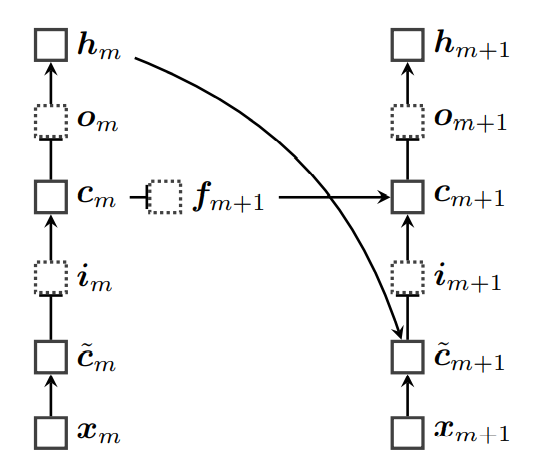 h_m h_{m+1}
o_m o_{m+1}
c_m f_{m+1} c_{m+1}
i_m i_{m+1}
c̃_m c̃_{m+1}
x_m x_{m+1}